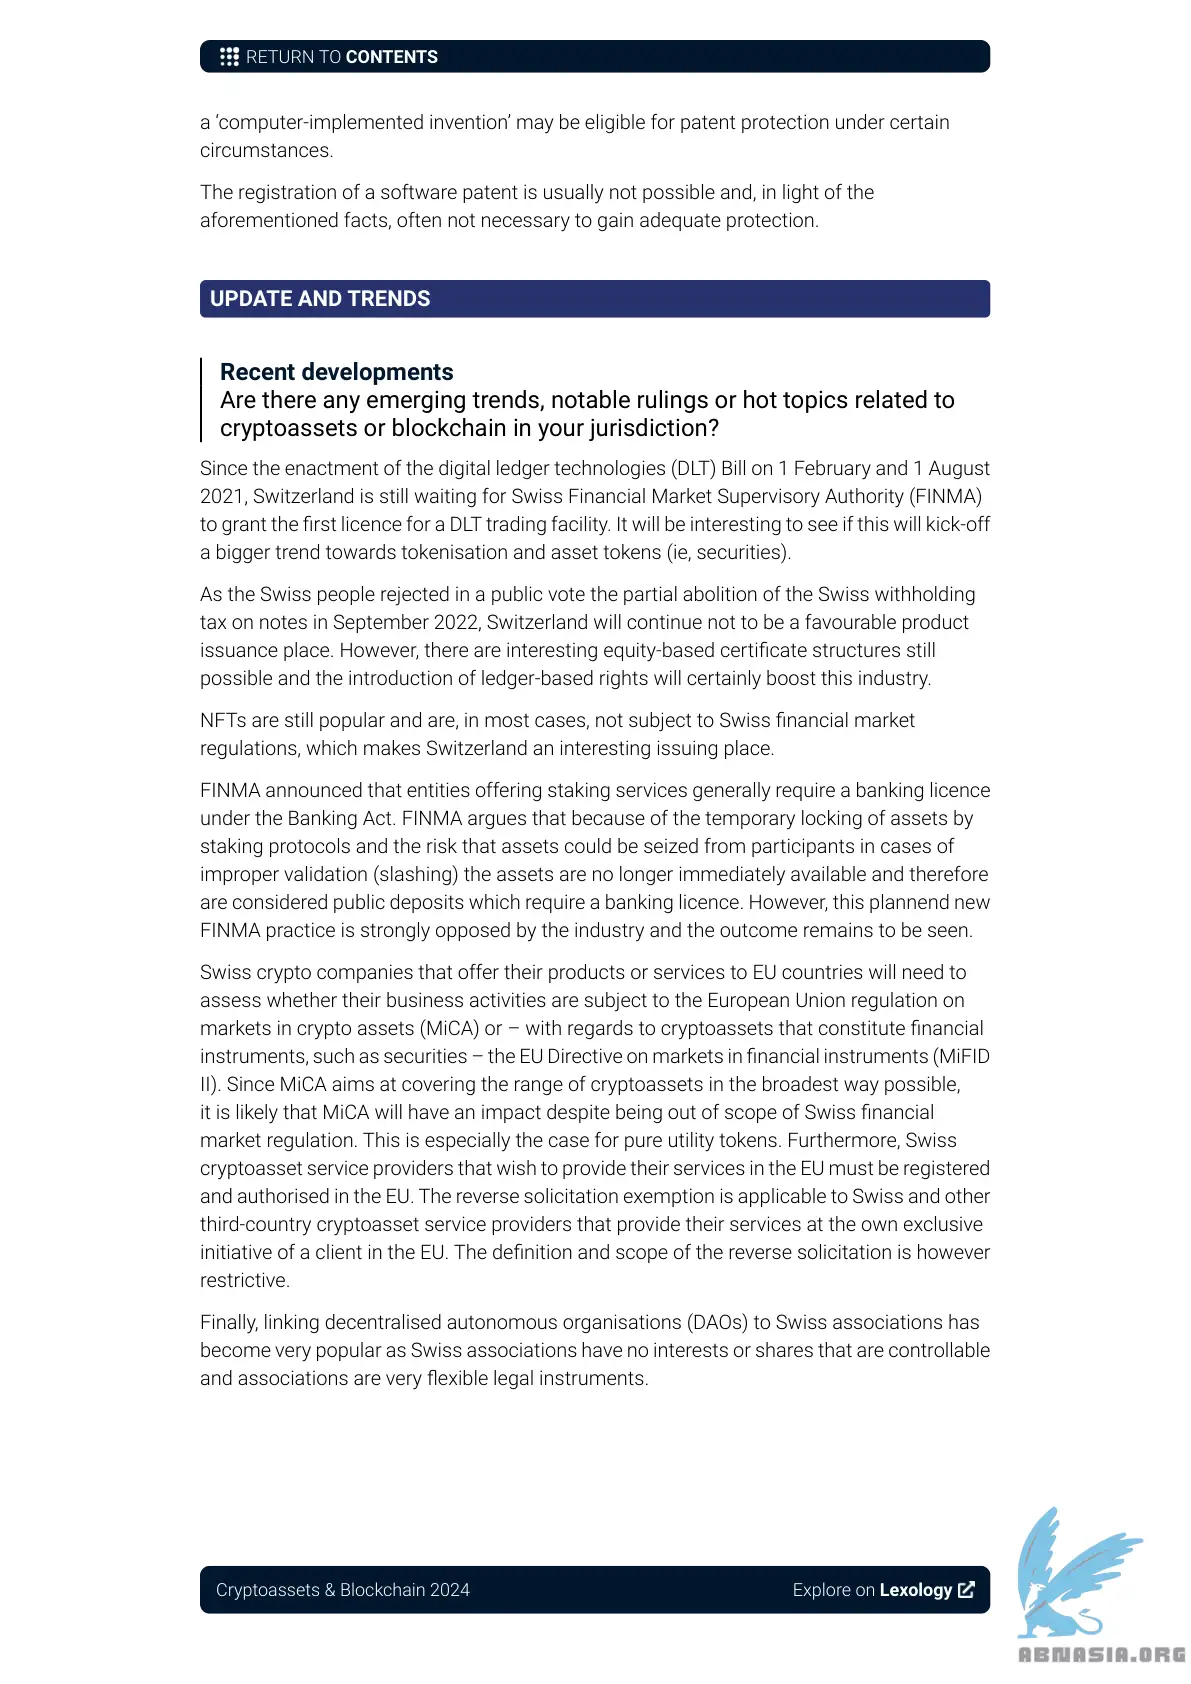 RETURN TO CONTENTS
a ‘computer-implemented invention’ may be eligible for patent protection under certain
circumstances.
The registration of a software patent is usually not possible and, in light of the
aforementioned facts, often not necessary to gain adequate protection.
UPDATE AND TRENDS
Recent developments
Are there any emerging trends, notable rulings or hot topics related to
cryptoassets or blockchain in your jurisdiction?
Since the enactment of the digital ledger technologies (DLT) Bill on 1 February and 1 August
2021, Switzerland is still waiting for Swiss Financial Market Supervisory Authority (FINMA)
to grant the first licence for a DLT trading facility. It will be interesting to see if this will kick-off
a bigger trend towards tokenisation and asset tokens (ie, securities).
As the Swiss people rejected in a public vote the partial abolition of the Swiss withholding
tax on notes in September 2022, Switzerland will continue not to be a favourable product
issuance place. However, there are interesting equity-based certificate structures still
possible and the introduction of ledger-based rights will certainly boost this industry.
NFTs are still popular and are, in most cases, not subject to Swiss financial market
regulations, which makes Switzerland an interesting issuing place.
FINMA announced that entities offering staking services generally require a banking licence
under the Banking Act. FINMA argues that because of the temporary locking of assets by
staking protocols and the risk that assets could be seized from participants in cases of
improper validation (slashing) the assets are no longer immediately available and therefore
are considered public deposits which require a banking licence. However, this plannend new
FINMA practice is strongly opposed by the industry and the outcome remains to be seen.
Swiss crypto companies that offer their products or services to EU countries will need to
assess whether their business activities are subject to the European Union regulation on
markets in crypto assets (MiCA) or – with regards to cryptoassets that constitute financial
instruments, such as securities – the EU Directive on markets in financial instruments (MiFID
II). Since MiCA aims at covering the range of cryptoassets in the broadest way possible,
it is likely that MiCA will have an impact despite being out of scope of Swiss financial
market regulation. This is especially the case for pure utility tokens. Furthermore, Swiss
cryptoasset service providers that wish to provide their services in the EU must be registered
and authorised in the EU. The reverse solicitation exemption is applicable to Swiss and other
third-country cryptoasset service providers that provide their services at the own exclusive
initiative of a client in the EU. The definition and scope of the reverse solicitation is however
restrictive.
Finally, linking decentralised autonomous organisations (DAOs) to Swiss associations has
become very popular as Swiss associations have no interests or shares that are controllable
and associations are very flexible legal instruments.
Cryptoassets & Blockchain 2024
Explore on Lexology
ABNASIA.ORG